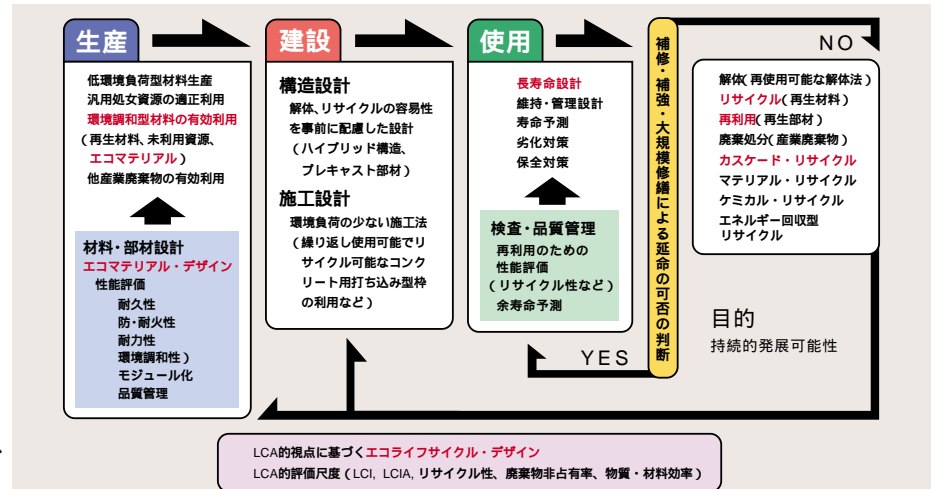 生産
低環境負荷型材料生産
汎用処女資源の適正利用
環境調和型材料の有効利用
(再生材料、未利用資源、
エコマテリアル)
他産業廃棄物の有効利用
材料・部材設計
エコマテリアル・デザイン
性能評価
耐久性
防・耐火性
耐力性
環境調和性)
モジュール化
品質管理
建設
構造設計
解体、リサイクルの容易性
を事前に配慮した設計
(ハイブリッド構造、
プレキャスト部材)
施工設計
環境負荷の少ない施工法
(繰り返し使用可能でリ
サイクル可能なコンク
リート用打ち込み型枠
の利用など)
使用
長寿命設計
維持・管理設計
寿命予測
劣化対策
保全対策
検査・品質管理
再利用のための
性能評価
(リサイクル性など)
余寿命予測
補修・補強・大規模修繕による延命の可否の判断
NO
解体(再使用可能な解体法)
リサイクル(再生材料)
再利用(再生部材)
廃棄処分(産業廃棄物)
カスケード・リサイクル
マテリアル・リサイクル
ケミカル・リサイクル
エネルギー回収型
リサイクル
目的
持続的発展可能性
YES
LCA的視点に基づくエコライフサイクル・デザイン
LCA的評価尺度(LCI, LCIA, リサイクル性、廃棄物非占有率、物質・材料効率)